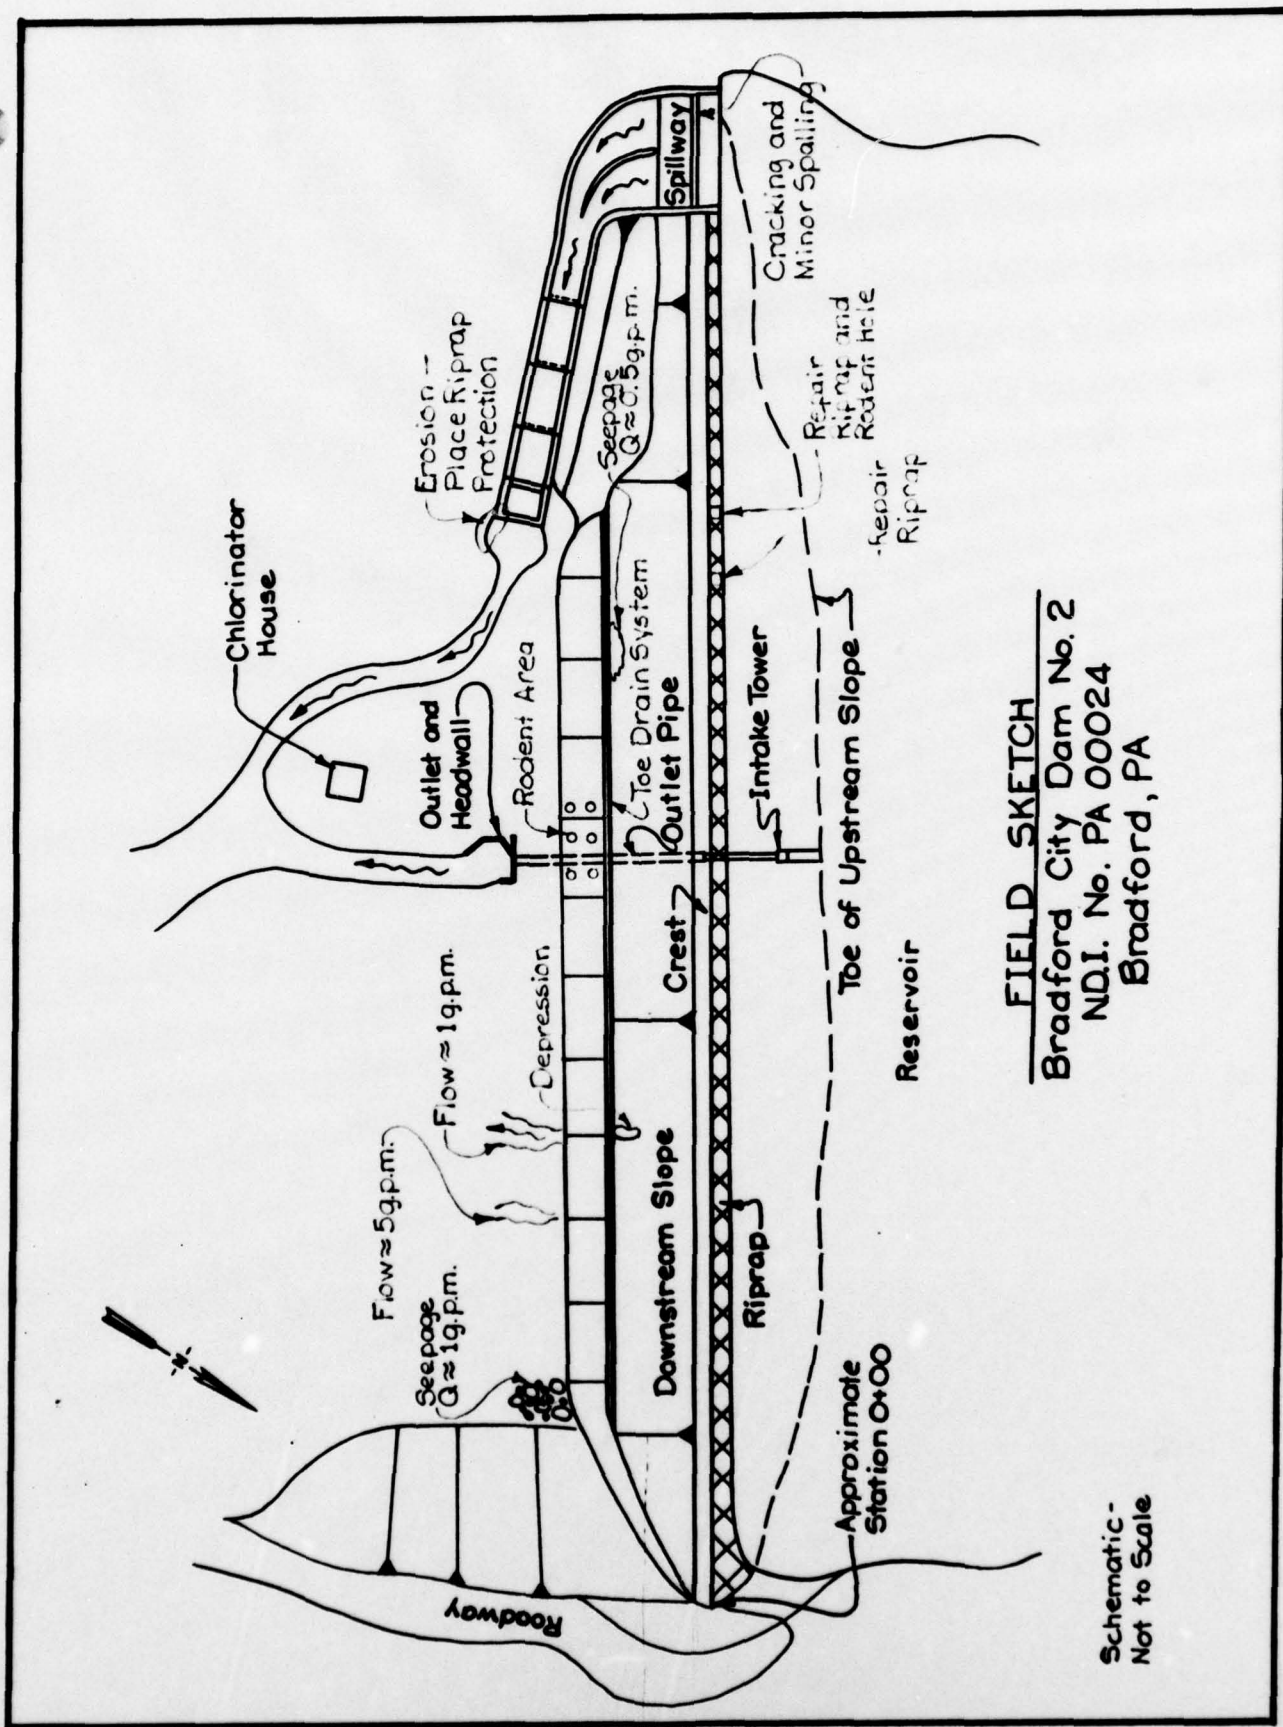 Chlorinator
House
Erosion --
Place Riprap
Protection
Spillway
Cracking and
Minor Spalling
Seepage
Q≈0.5g.p.m.
Repair
Riprap and
Rodent Hole
Repair
Riprap
Outlet and
Headwall
Rodent Area
Toe Drain System
Outlet Pipe
Intake Tower
Toe of Upstream Slope
Crest
Reservoir
Flow≈1g.p.m.
Depression
Flow≈5g.p.m.
Seepage
Q≈1g.p.m.
Downstream Slope
Riprap
Approximate
Station 0+00
Roadway
-N-
FIELD SKETCH
Bradford City Dam No. 2
N.D.I. No. PA 00024
Bradford, PA
Schematic-
Not to Scale